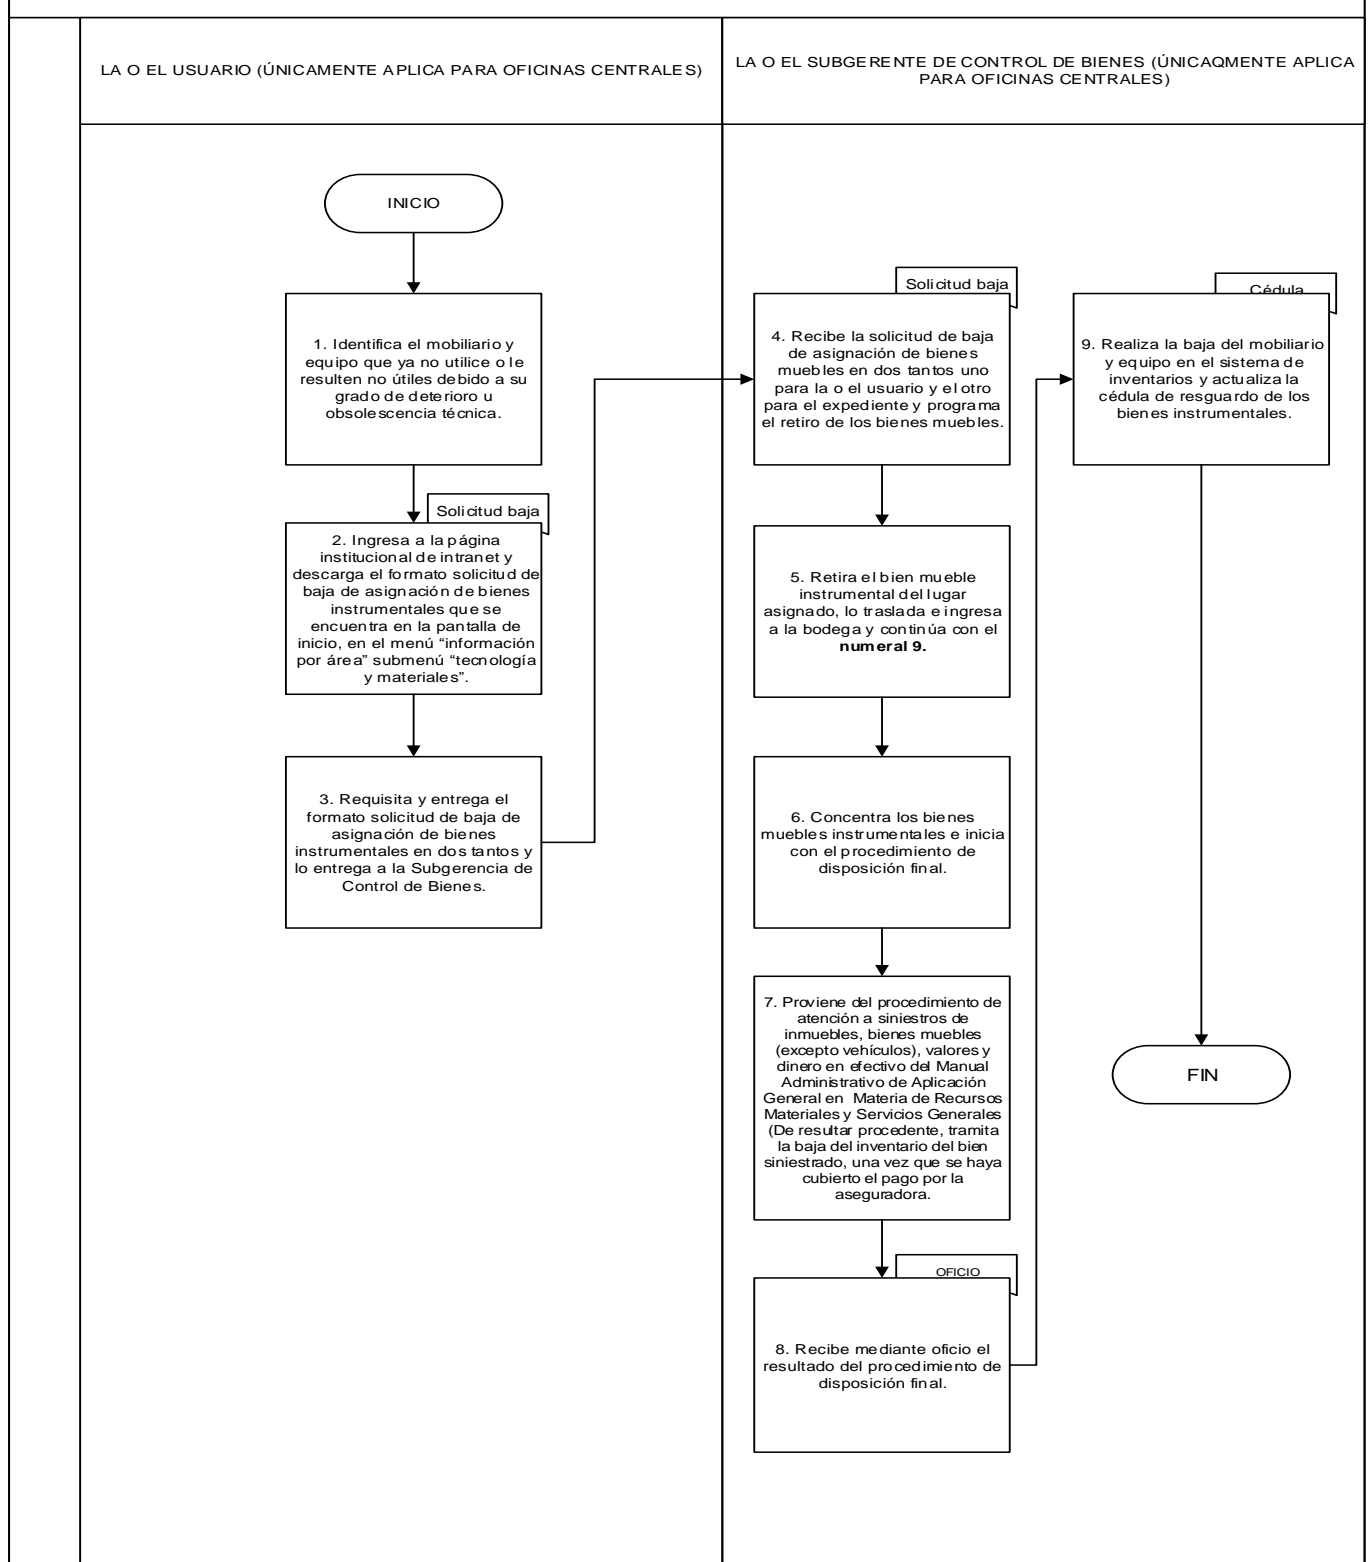 LA O EL USUARIO (ÚNICAMENTE APLICA PARA OFICINAS CENTRALES)
LA O EL SUBGERENTE DE CONTROL DE BIENES (ÚNICAQMENTE APLICA
PARA OFICINAS CENTRALES)
INICIO
1. Identifica el mobiliario y
equipo que ya no utilice o le
resulten no útiles debido a su
grado de deterioro u
obsolescencia técnica.
Solicitud baja
2. Ingresa a la página
institucional de intranet y
descarga el formato solicitud de
baja de asignación de bienes
instrumentales que se
encuentra en la pantalla de
inicio, en el menú “información
por área” submenú “tecnología
y materiales”.
3. Requisita y entrega el
formato solicitud de baja de
asignación de bienes
instrumentales en dos tantos y
lo entrega a la Subgerencia de
Control de Bienes.
Solicitud baja
4. Recibe la solicitud de baja
de asignación de bienes
muebles en dos tantos uno
para la o el usuario y el otro
para el expediente y programa
el retiro de los bienes muebles.
5. Retira el bien mueble
instrumental del lugar
asignado, lo traslada e ingresa
a la bodega y continúa con el
numeral 9.
6. Concentra los bienes
muebles instrumentales e inicia
con el procedimiento de
disposición final.
7. Proviene del procedimiento de
atención a siniestros de
inmuebles, bienes muebles
(excepto vehículos), valores y
dinero en efectivo del Manual
Administrativo de Aplicación
General en Materia de Recursos
Materiales y Servicios Generales
(De resultar procedente, tramita
la baja del inventario del bien
siniestrado, una vez que se haya
cubierto el pago por la
aseguradora.
OFICIO
8. Recibe mediante oficio el
resultado del procedimiento de
disposición final.
Cédula
9. Realiza la baja del mobiliario
y equipo en el sistema de
inventarios y actualiza la
cédula de resguardo de los
bienes instrumentales.
FIN